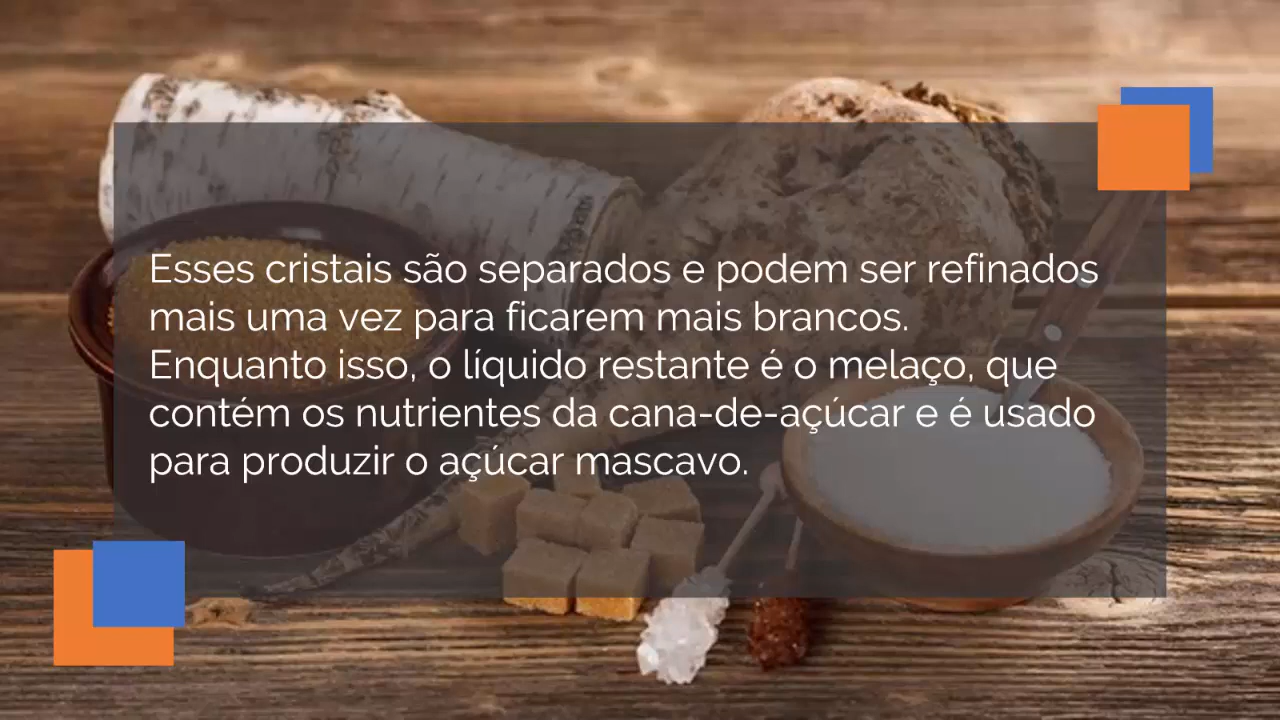 Esses cristais são separados e podem ser refinados
mais uma vez para ficarem mais brancos.
Enquanto isso, o líquido restante é o melaço, que
contém os nutrientes da cana-de-açúcar e é usado
para produzir o açúcar mascavo.